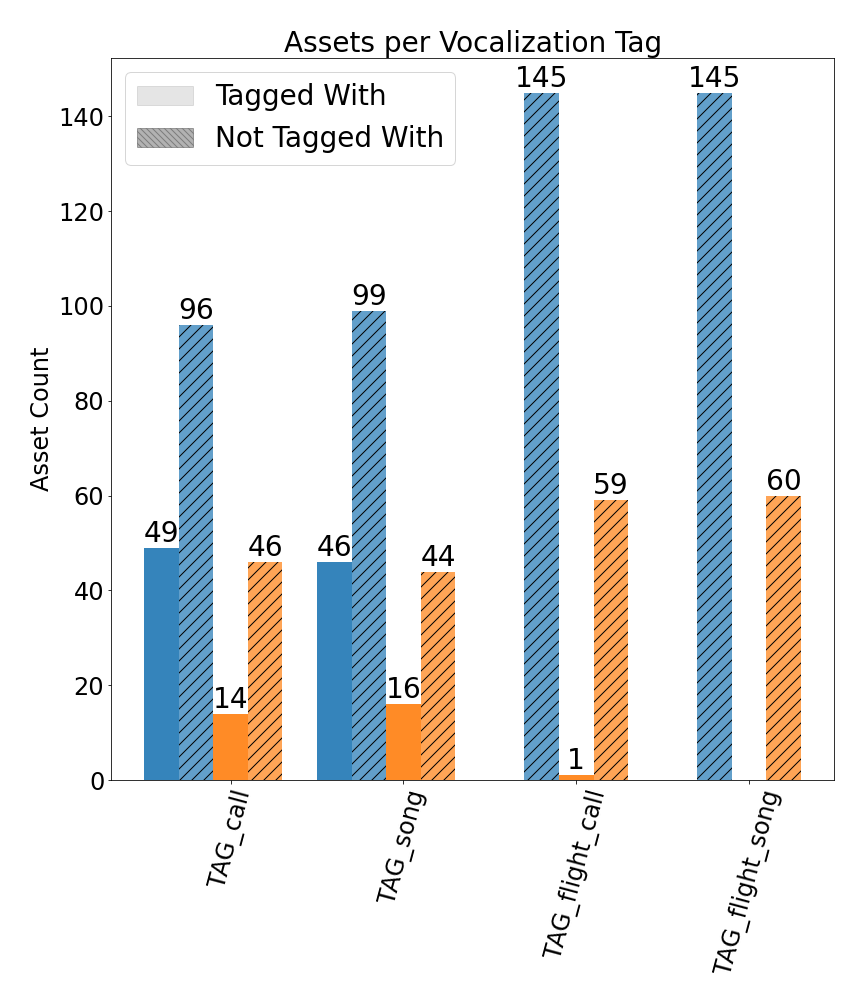 Assets per Vocalization Tag
Tagged With
Not Tagged With
Asset Count
140
120
100
80
60
40
20
0
49
96
14
46
46
99
16
44
145
1
59
145
60
TAG_call
TAG_song
TAG_flight_call
TAG_flight_song